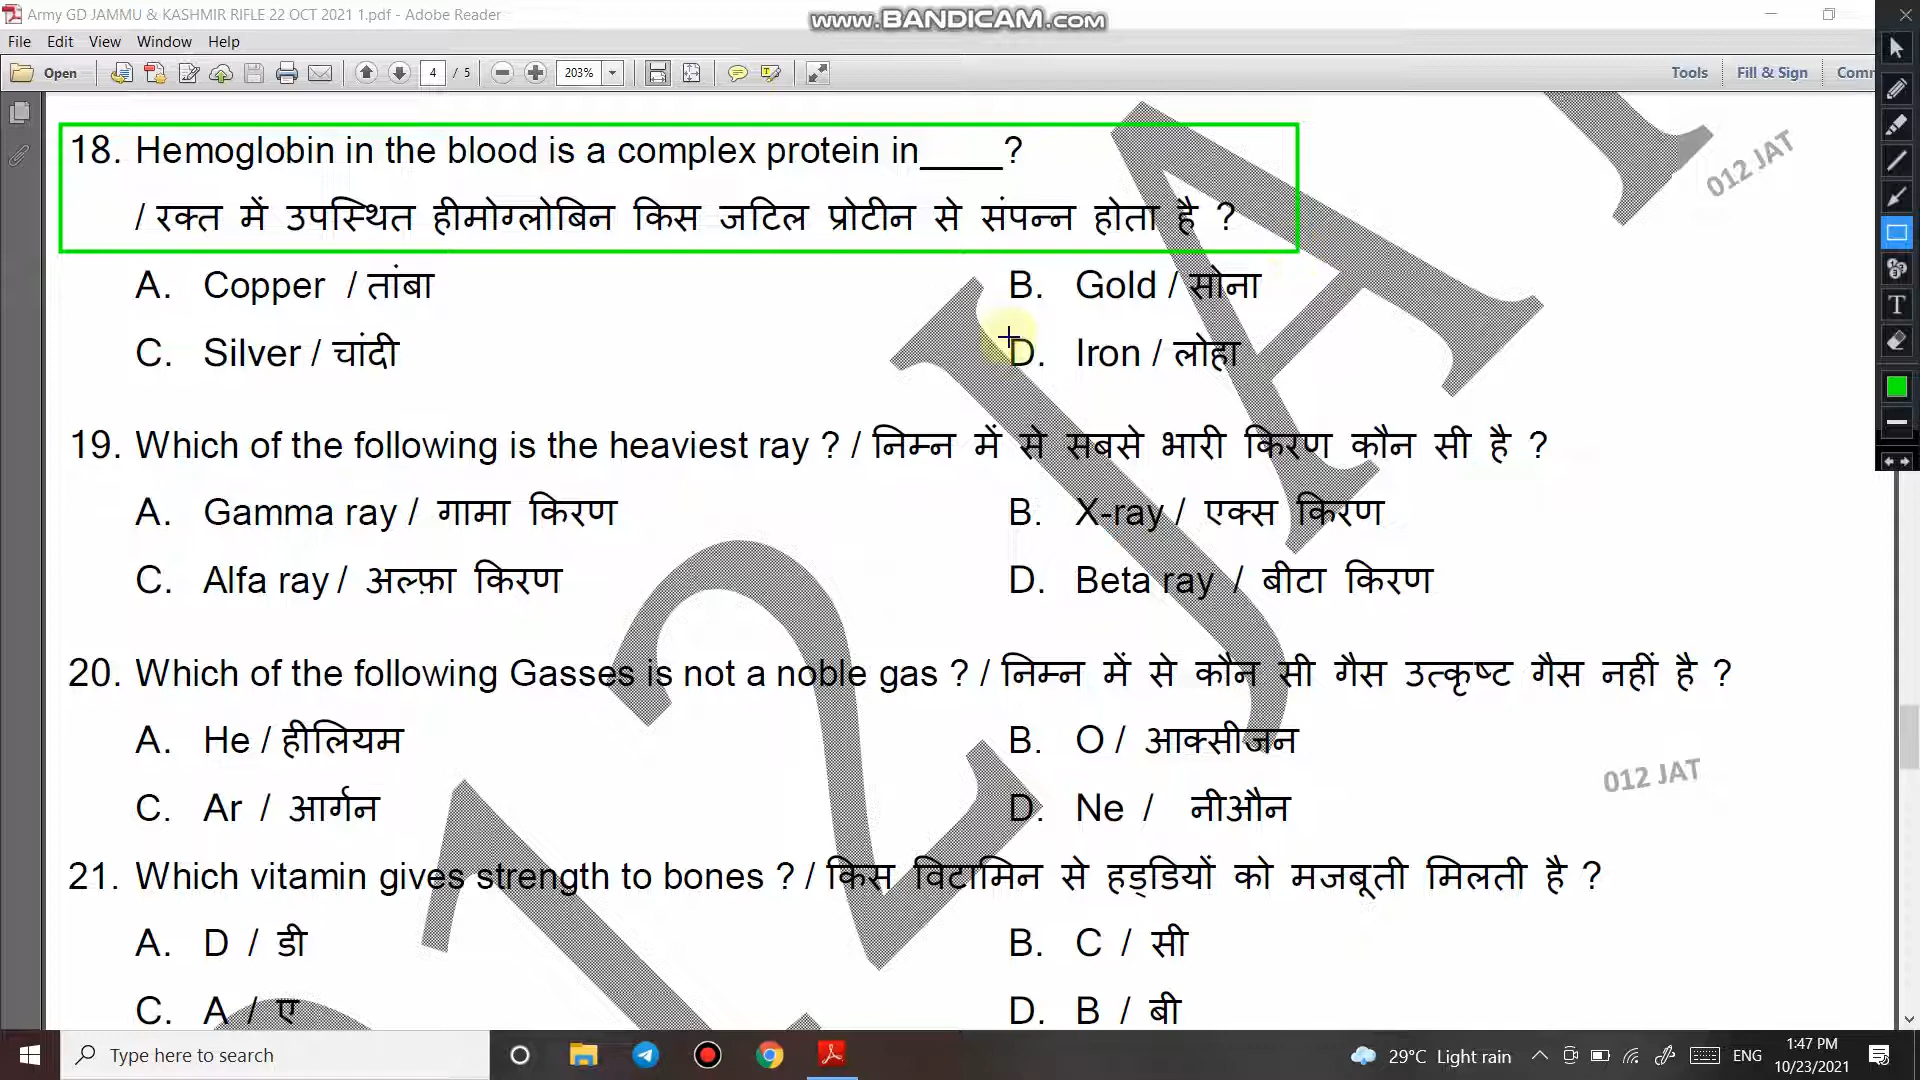 Army GD JAMMU & KASHMIR RIFLE 22 OCT 2021 1.pdf - Adobe Reader
www.BANDICAM.com
File Edit View Window Help
Open 4 / 5 203% Tools Fill & Sign Comm
18. Hemoglobin in the blood is a complex protein in____?
/ रक्त में उपस्थित हीमोग्लोबिन किस जटिल प्रोटीन से संपन्न होता है ?
A. Copper / तांबा B. Gold / सोना
C. Silver / चांदी D. Iron / लोहा
012 JAT
19. Which of the following is the heaviest ray ? / निम्न में से सबसे भारी किरण कौन सी है ?
A. Gamma ray / गामा किरण B. X-ray / एक्स किरण
C. Alfa ray / अल्फ़ा किरण D. Beta ray / बीटा किरण
20. Which of the following Gasses is not a noble gas ? / निम्न में से कौन सी गैस उत्कृष्ट गैस नहीं है ?
A. He / हीलियम B. O / आक्सीजन
C. Ar / आर्गन D. Ne / नीऔन
012 JAT
21. Which vitamin gives strength to bones ? / किस विटामिन से हड्डियों को मजबूती मिलती है ?
A. D / डी B. C / सी
C. A / ए D. B / बी
012 JAT
Type here to search
29°C Light rain ENG 1:47 PM
10/23/2021